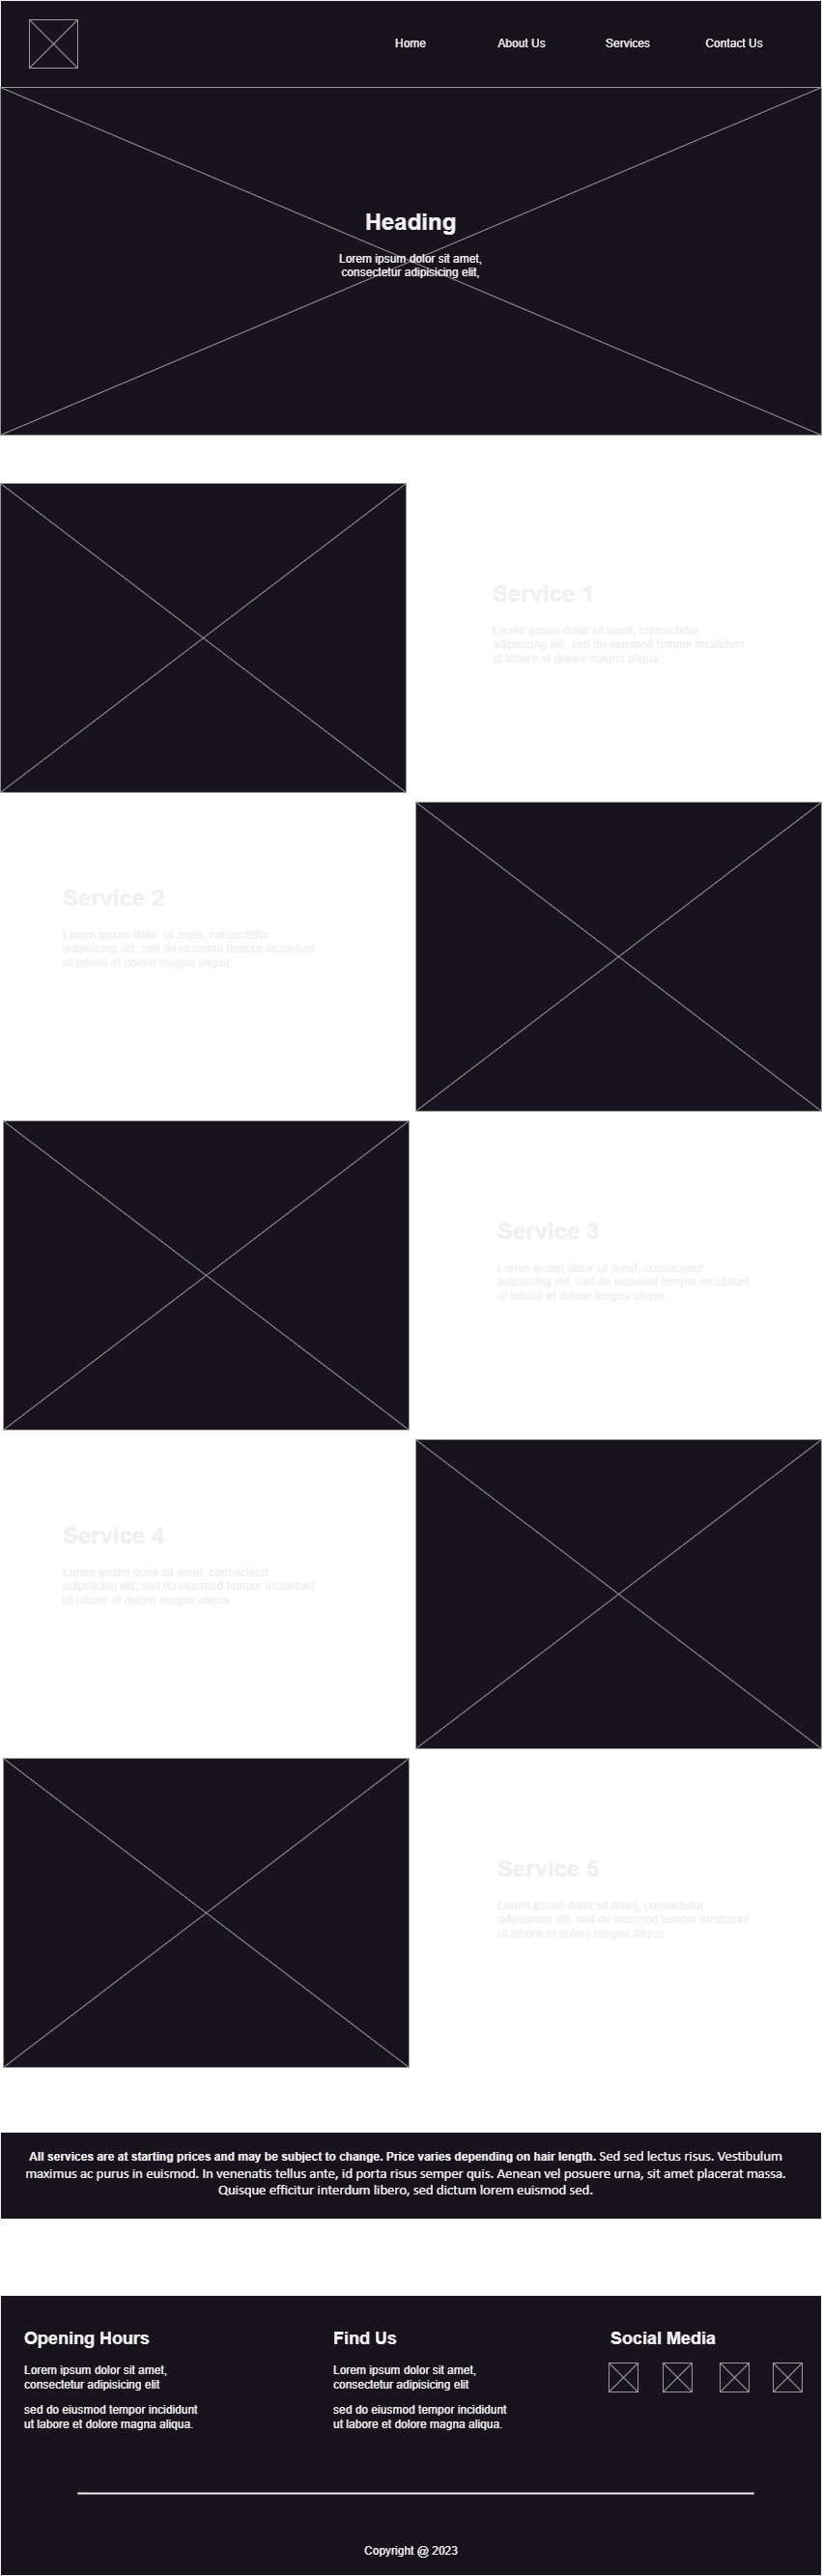 Home About Us Services Contact Us
Heading
Lorem ipsum dolor sit amet,
consectetur adipisicing elit,
Service 1
Lorem ipsum dolor sit amet, consectetur
adipisicing elit, sed do eiusmod tempor incididunt
ut labore et dolore magna aliqua.
Service 2
Lorem ipsum dolor sit amet, consectetur
adipisicing elit, sed do eiusmod tempor incididunt
ut labore et dolore magna aliqua.
Service 3
Lorem ipsum dolor sit amet, consectetur
adipisicing elit, sed do eiusmod tempor incididunt
ut labore et dolore magna aliqua.
Service 4
Lorem ipsum dolor sit amet, consectetur
adipisicing elit, sed do eiusmod tempor incididunt
ut labore et dolore magna aliqua.
Service 5
Lorem ipsum dolor sit amet, consectetur
adipisicing elit, sed do eiusmod tempor incididunt
ut labore et dolore magna aliqua.
All services are at starting prices and may be subject to change. Price varies depending on hair length. Sed sed lectus risus. Vestibulum
maximus ac purus in euismod. In venenatis tellus ante, id porta risus semper quis. Aenean vel posuere urna, sit amet placerat massa.
Quisque efficitur interdum libero, sed dictum lorem euismod sed.
Opening Hours
Lorem ipsum dolor sit amet,
consectetur adipisicing elit
sed do eiusmod tempor incididunt
ut labore et dolore magna aliqua.
Find Us
Lorem ipsum dolor sit amet,
consectetur adipisicing elit
sed do eiusmod tempor incididunt
ut labore et dolore magna aliqua.
Social Media
Copyright @ 2023